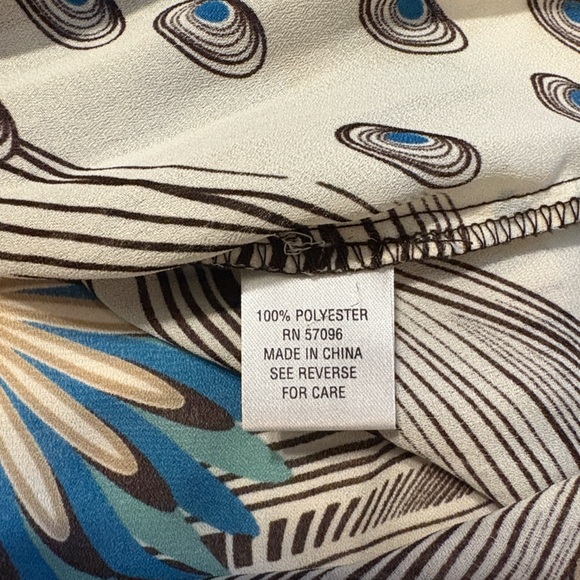 100% POLYESTER
RN 57096
MADE IN CHINA
SEE REVERSE
FOR CARE